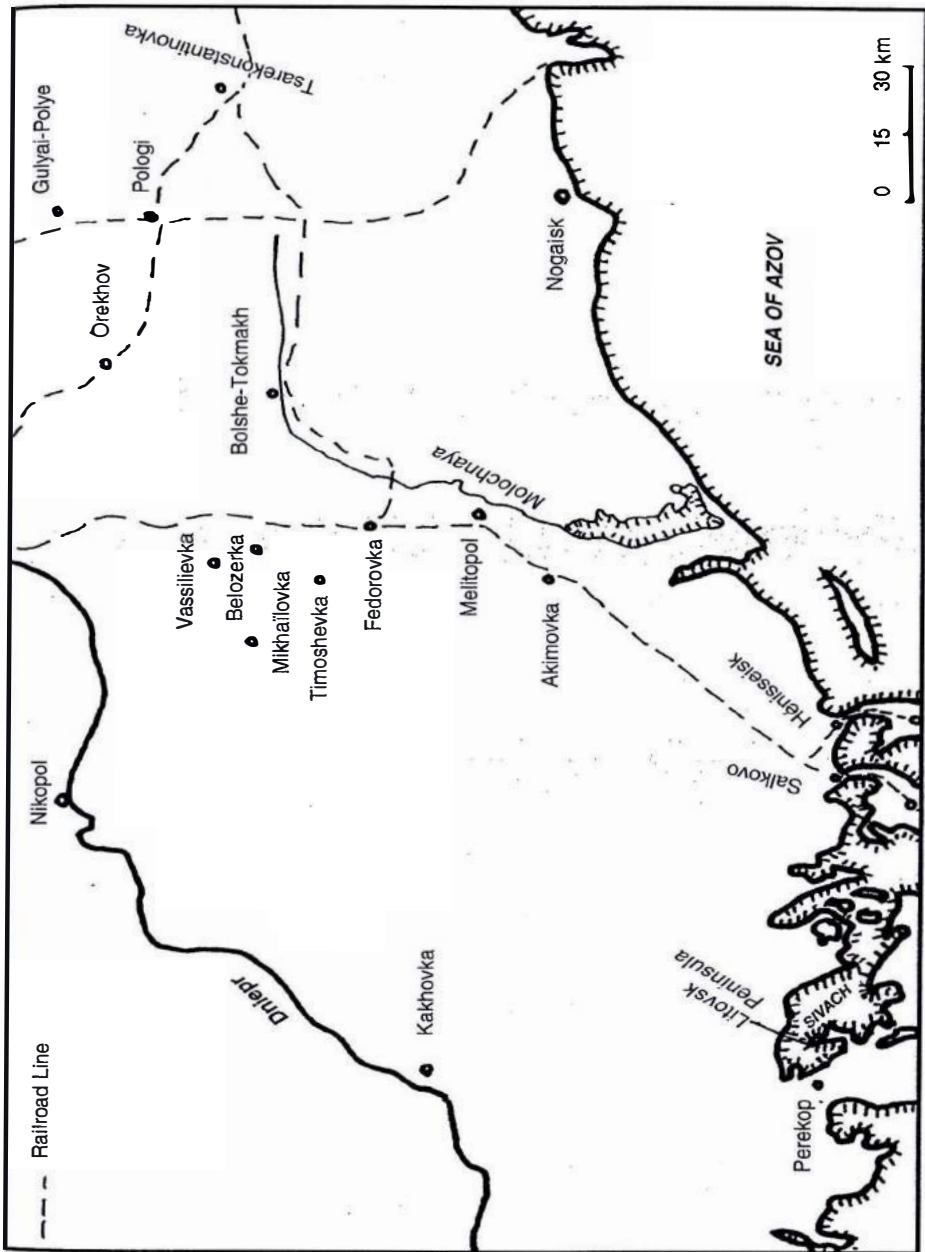 — — — Railroad Line
Nikopol
Dniepr
Kakhovka
Vassilievka
Belozerka
Mikhaïlovka
Timoshevka
Fedorovka
Melitopol
Akimovka
Molochnaya
Bolshe-Tokmakh
Orekhov
Gulyai-Polye
Pologi
Tsarekonstantinovka
Nogaisk
SEA OF AZOV
Hénisseisk
Salkovo
Litovsk
Peninsula
SIVACH
Perekop
0 15 30 km